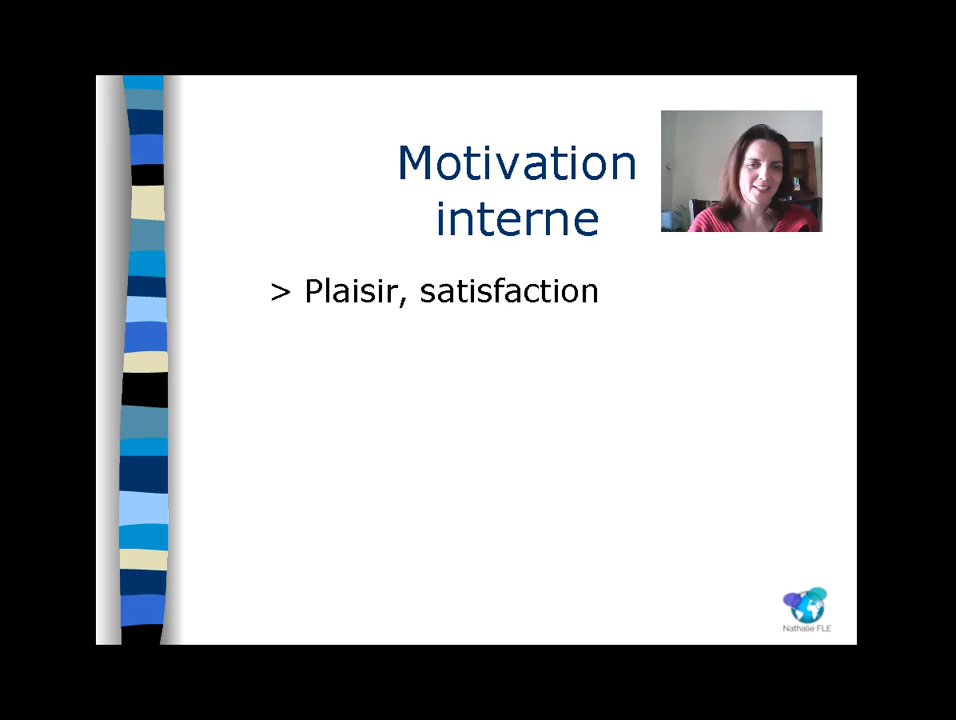 Motivation
interne
> Plaisir, satisfaction
Nathalie FLE